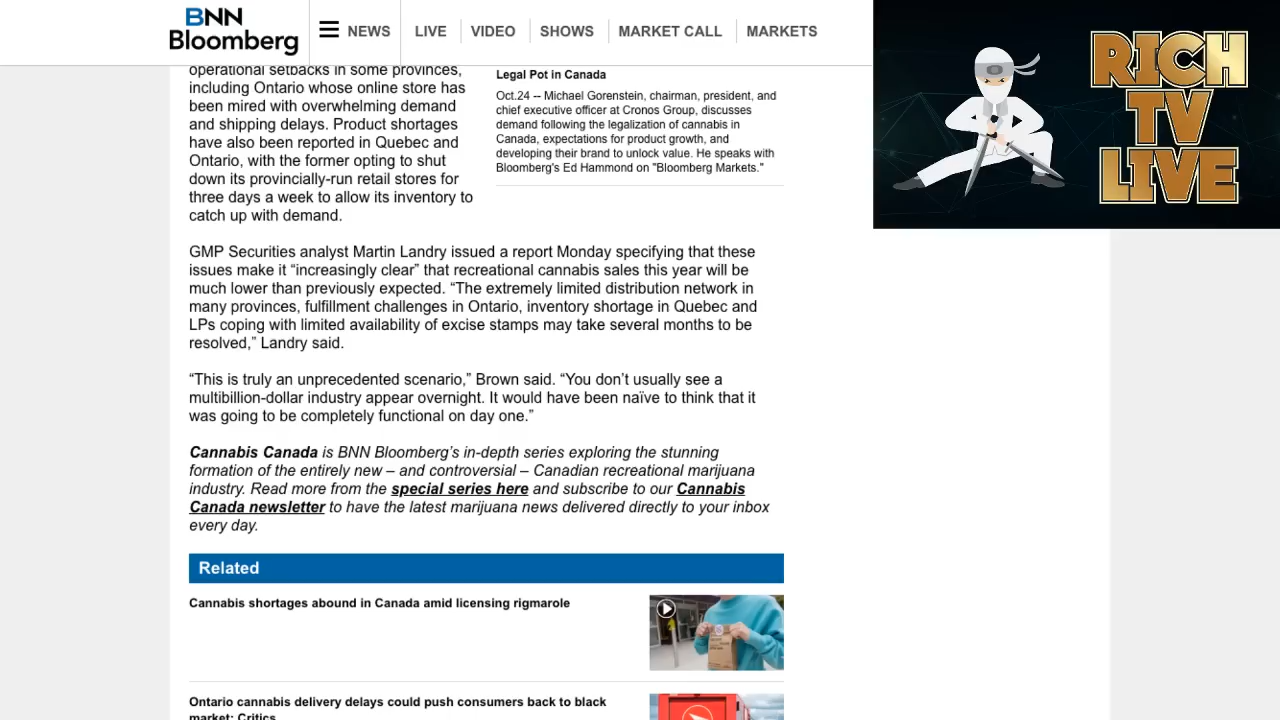 BNN
Bloomberg
NEWS
LIVE
VIDEO
SHOWS
MARKET CALL
MARKETS
RICH
TV
LIVE
operational setbacks in some provinces,
including Ontario whose online store has
been mired with overwhelming demand
and shipping delays. Product shortages
have also been reported in Quebec and
Ontario, with the former opting to shut
down its provincially-run retail stores for
three days a week to allow its inventory to
catch up with demand.
Legal Pot in Canada
Oct.24 -- Michael Gorenstein, chairman, president, and
chief executive officer at Cronos Group, discusses
demand following the legalization of cannabis in
Canada, expectations for product growth, and
developing their brand to unlock value. He speaks with
Bloomberg's Ed Hammond on "Bloomberg Markets."
GMP Securities analyst Martin Landry issued a report Monday specifying that these
issues make it “increasingly clear” that recreational cannabis sales this year will be
much lower than previously expected. “The extremely limited distribution network in
many provinces, fulfillment challenges in Ontario, inventory shortage in Quebec and
LPs coping with limited availability of excise stamps may take several months to be
resolved,” Landry said.
“This is truly an unprecedented scenario,” Brown said. “You don’t usually see a
multibillion-dollar industry appear overnight. It would have been naïve to think that it
was going to be completely functional on day one.”
Cannabis Canada is BNN Bloomberg’s in-depth series exploring the stunning
formation of the entirely new – and controversial – Canadian recreational marijuana
industry. Read more from the special series here and subscribe to our Cannabis
Canada newsletter to have the latest marijuana news delivered directly to your inbox
every day.
Related
Cannabis shortages abound in Canada amid licensing rigmarole
Ontario cannabis delivery delays could push consumers back to black
market: Critics